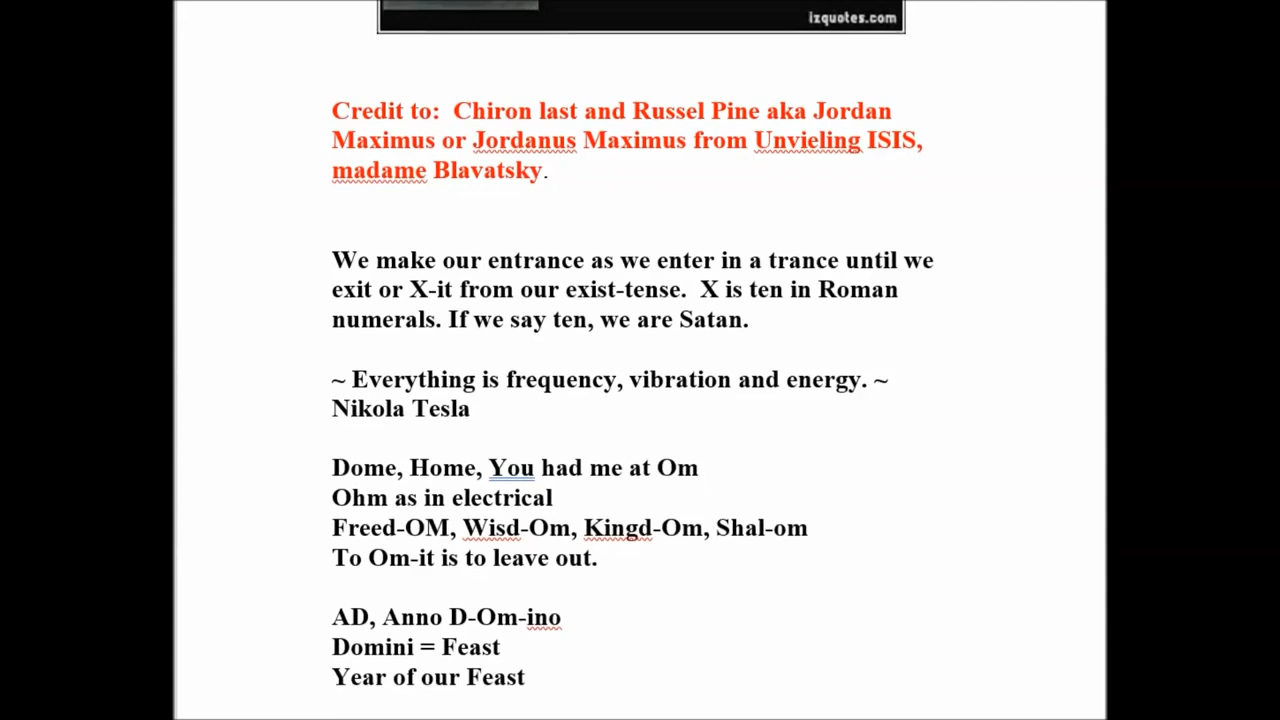 izquotes.com
Credit to:  Chiron last and Russel Pine aka Jordan
Maximus or Jordanus Maximus from Unvieling ISIS,
madame Blavatsky.
We make our entrance as we enter in a trance until we
exit or X-it from our exist-tense.  X is ten in Roman
numerals. If we say ten, we are Satan.
~ Everything is frequency, vibration and energy. ~
Nikola Tesla
Dome, Home, You had me at Om
Ohm as in electrical
Freed-OM, Wisd-Om, Kingd-Om, Shal-om
To Om-it is to leave out.
AD, Anno D-Om-ino
Domini = Feast
Year of our Feast